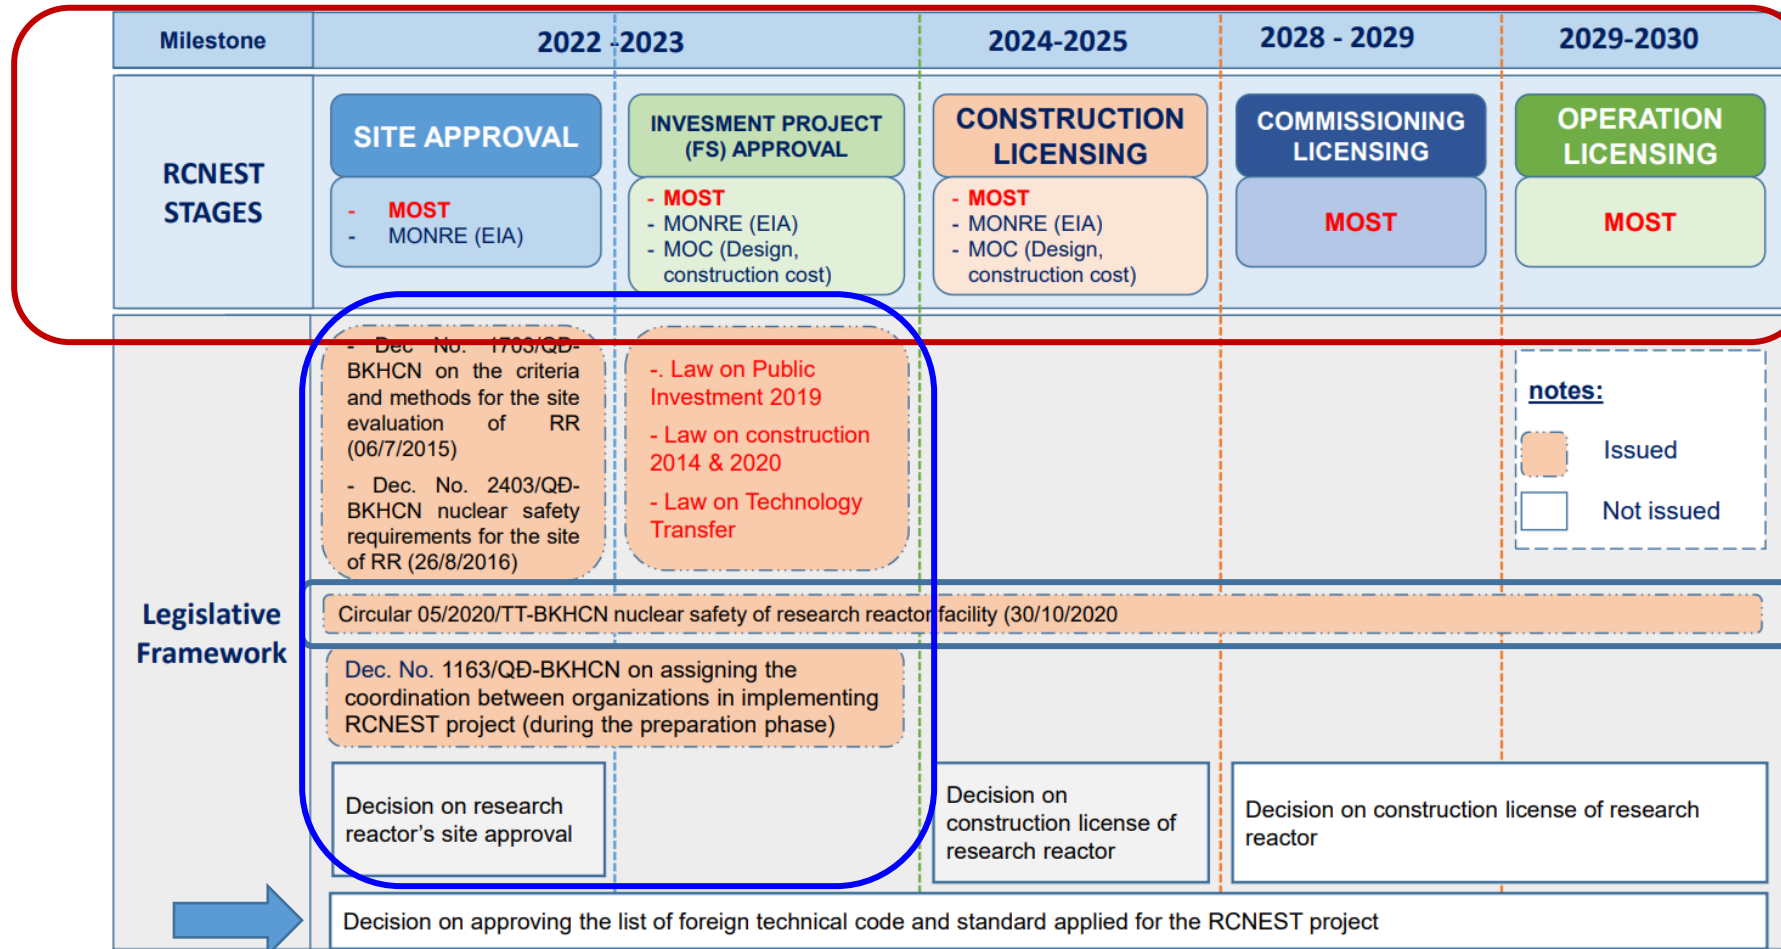 Milestone
2022 -2023
2024-2025
2028 - 2029
2029-2030
RCNEST
STAGES
SITE APPROVAL
- MOST
- MONRE (EIA)
INVESMENT PROJECT
(FS) APPROVAL
- MOST
- MONRE (EIA)
- MOC (Design,
construction cost)
CONSTRUCTION
LICENSING
- MOST
- MONRE (EIA)
- MOC (Design,
construction cost)
COMMISSIONING
LICENSING
MOST
OPERATION
LICENSING
MOST
Legislative
Framework
- Dec No. 1703/QĐ-
BKHCN on the criteria
and methods for the site
evaluation of RR
(06/7/2015)
- Dec. No. 2403/QĐ-
BKHCN nuclear safety
requirements for the site
of RR (26/8/2016)
-. Law on Public
Investment 2019
- Law on construction
2014 & 2020
- Law on Technology
Transfer
notes:
Issued
Not issued
Circular 05/2020/TT-BKHCN nuclear safety of research reactor facility (30/10/2020
Dec. No. 1163/QĐ-BKHCN on assigning the
coordination between organizations in implementing
RCNEST project (during the preparation phase)
Decision on research
reactor’s site approval
Decision on
construction license of
research reactor
Decision on construction license of research
reactor
Decision on approving the list of foreign technical code and standard applied for the RCNEST project